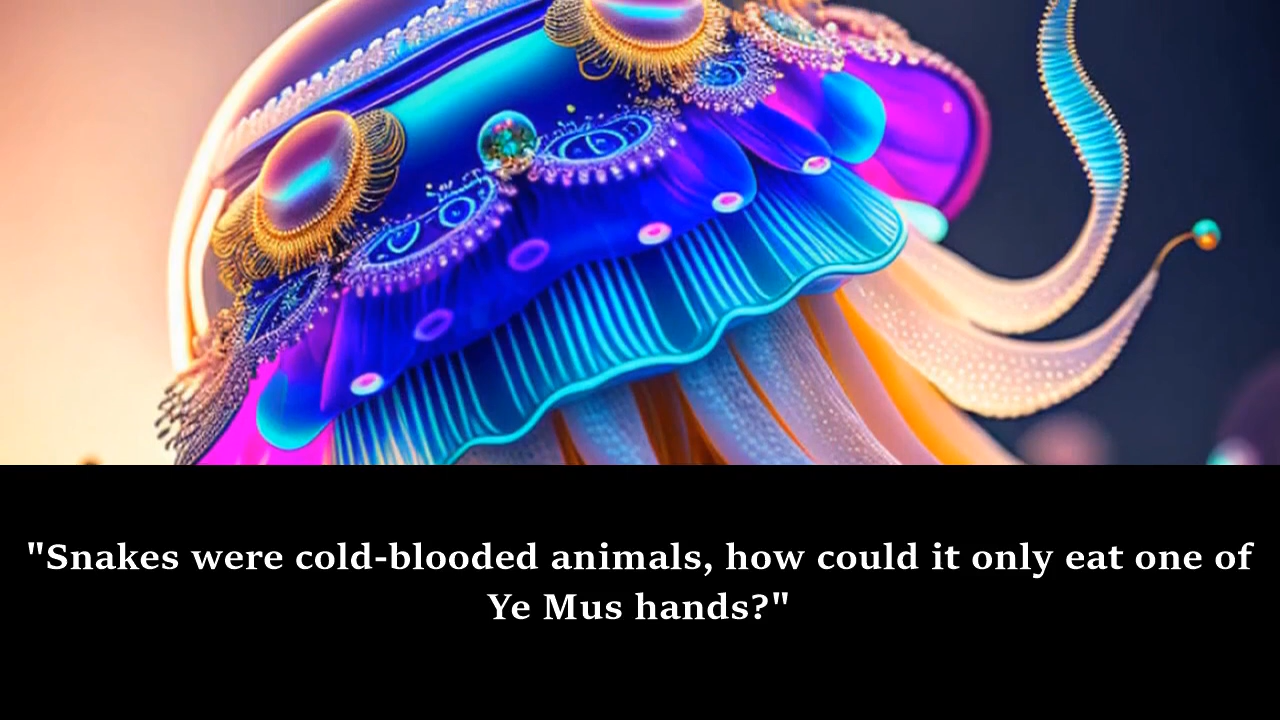 "Snakes were cold-blooded animals, how could it only eat one of
Ye Mus hands?"